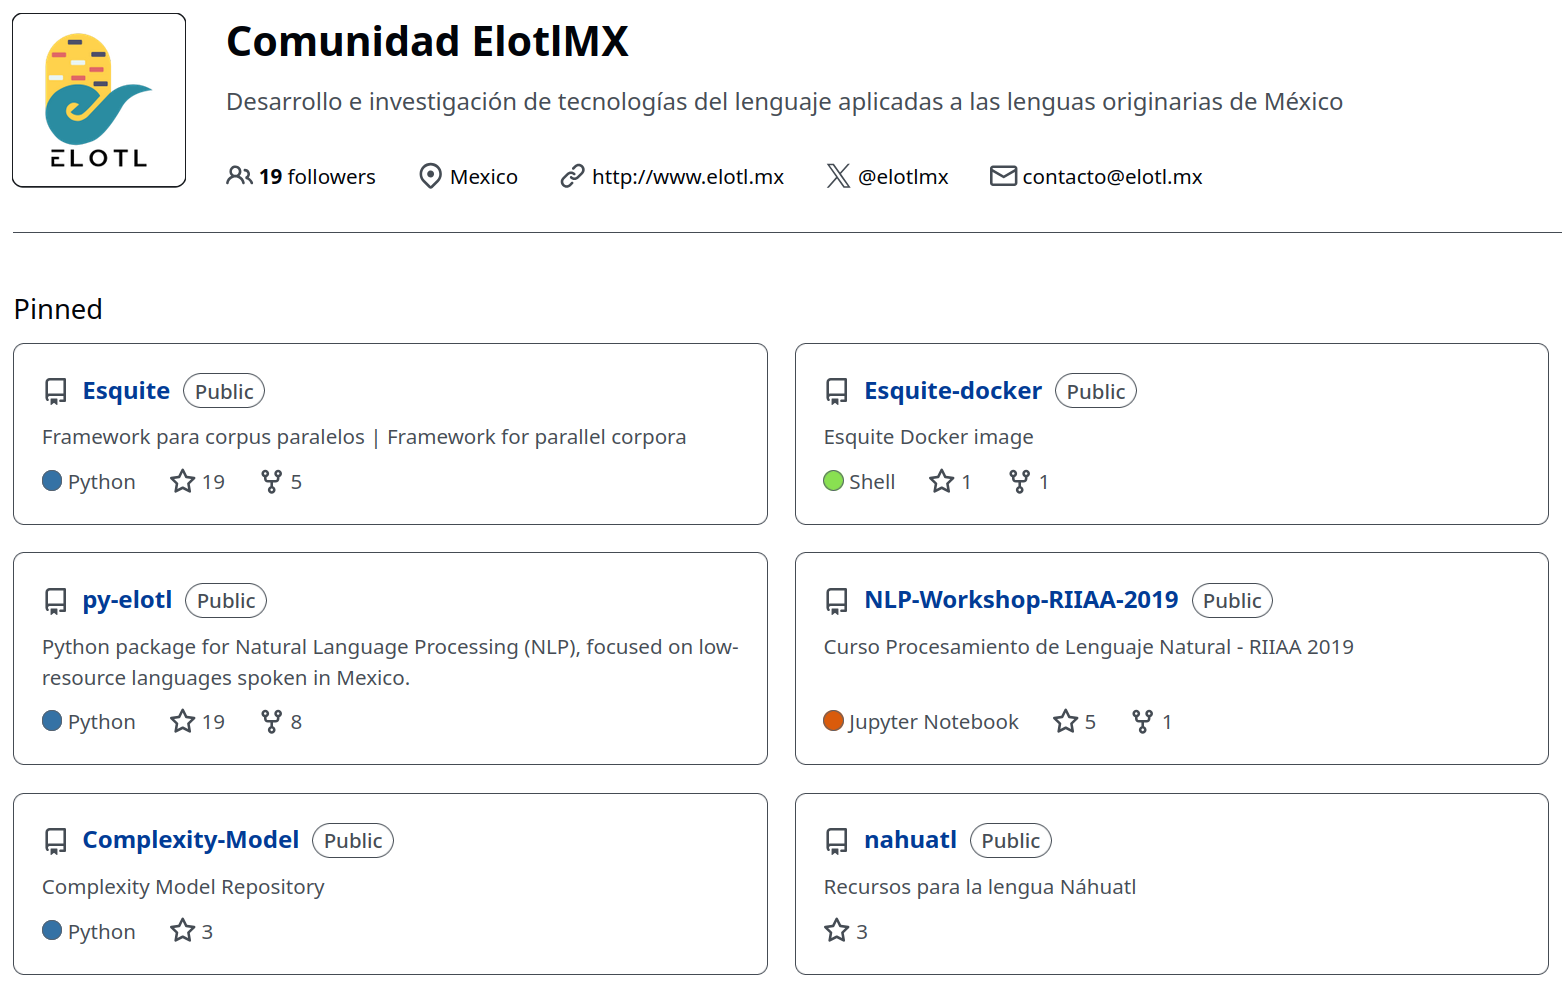 ELOTL
Comunidad ElotlMX
Desarrollo e investigación de tecnologías del lenguaje aplicadas a las lenguas originarias de México
19 followers
Mexico
http://www.elotl.mx
@elotlmx
contacto@elotl.mx
Pinned
Esquite Public
Framework para corpus paralelos | Framework for parallel corpora
Python 19 5
Esquite-docker Public
Esquite Docker image
Shell 1 1
py-elotl Public
Python package for Natural Language Processing (NLP), focused on low-
resource languages spoken in Mexico.
Python 19 8
NLP-Workshop-RIIAA-2019 Public
Curso Procesamiento de Lenguaje Natural - RIIAA 2019
Jupyter Notebook 5 1
Complexity-Model Public
Complexity Model Repository
Python 3
nahuatl Public
Recursos para la lengua Náhuatl
3